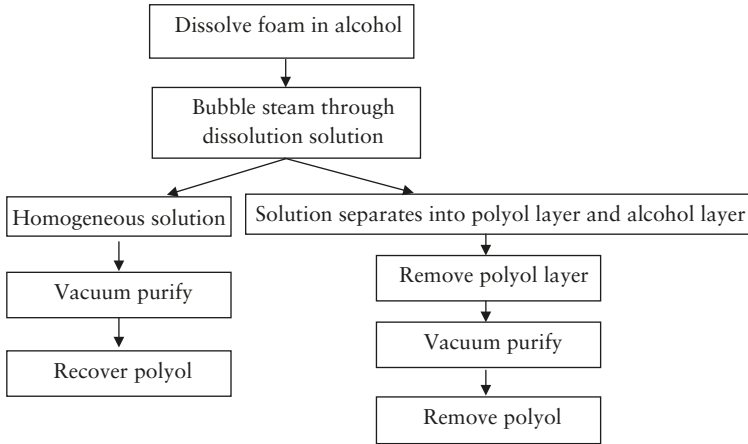 Dissolve foam in alcohol
Bubble steam through
dissolution solution
Homogeneous solution
Solution separates into polyol layer and alcohol layer
Vacuum purify
Remove polyol layer
Recover polyol
Vacuum purify
Remove polyol